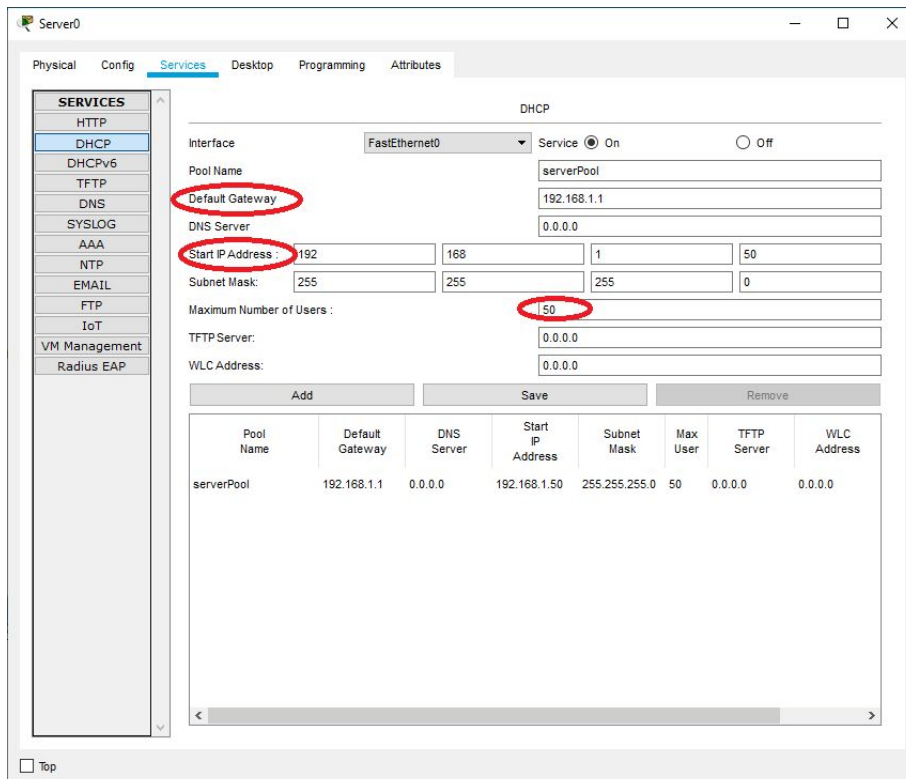 Server0
Physical Config Services Desktop Programming Attributes
SERVICES
HTTP
DHCP
DHCPv6
TFTP
DNS
SYSLOG
AAA
NTP
EMAIL
FTP
IoT
VM Management
Radius EAP
DHCP
Interface FastEthernet0 Service On Off
Pool Name serverPool
Default Gateway 192.168.1.1
DNS Server 0.0.0.0
Start IP Address : 192 168 1 50
Subnet Mask: 255 255 255 0
Maximum Number of Users : 50
TFTP Server: 0.0.0.0
WLC Address: 0.0.0.0
Add Save Remove
Pool Name Default Gateway DNS Server Start IP Address Subnet Mask Max User TFTP Server WLC Address
serverPool 192.168.1.1 0.0.0.0 192.168.1.50 255.255.255.0 50 0.0.0.0 0.0.0.0
Top